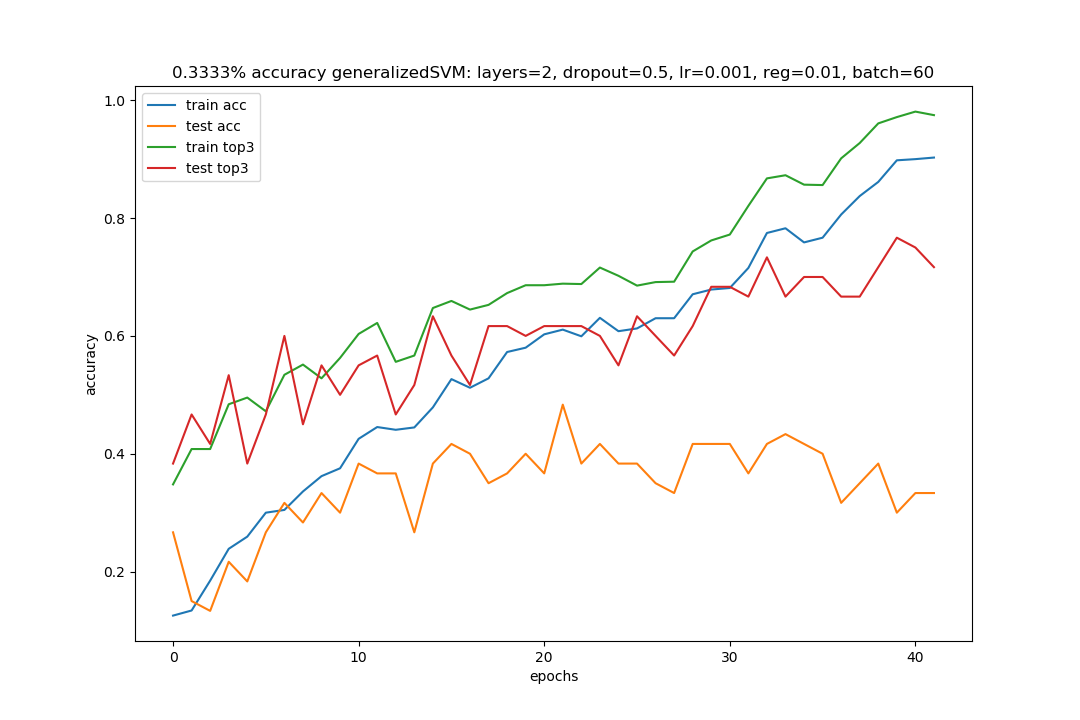 0.3333% accuracy generalizedSVM: layers=2, dropout=0.5, lr=0.001, reg=0.01, batch=60
train acc
test acc
train top3
test top3
1.0
0.8
0.6
0.4
0.2
accuracy
0 10 20 30 40
epochs